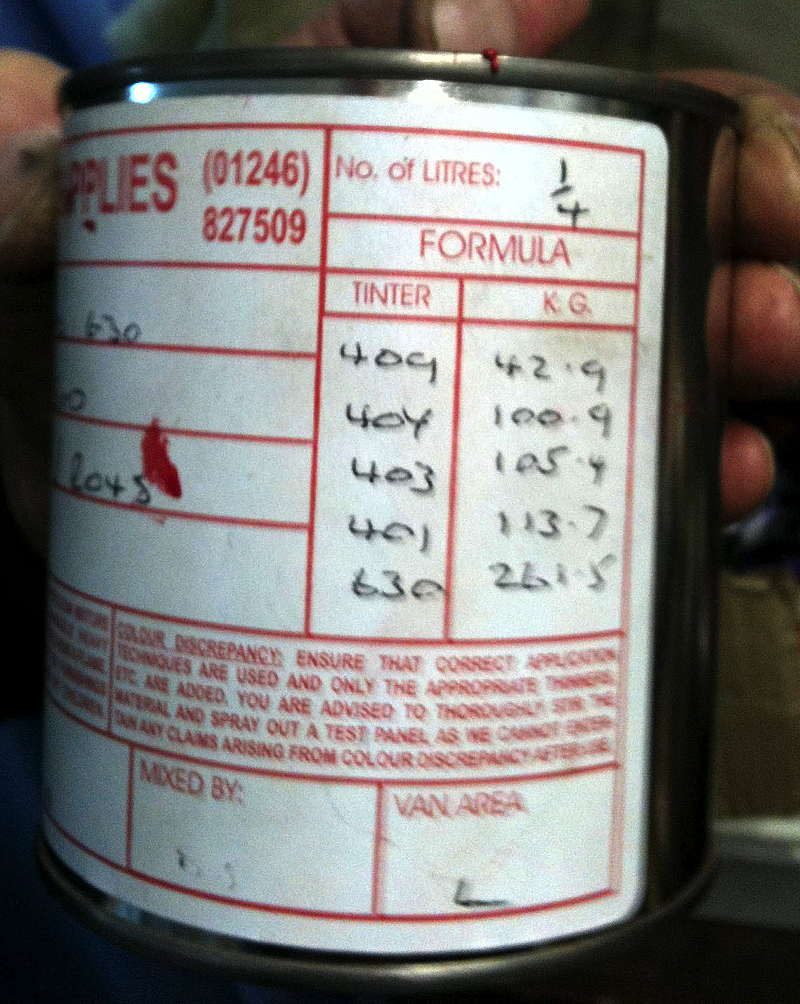 PPLIES (01246)
827509
No. of LITRES: 1/4
FORMULA
TINTER K.G.
630
409 42.9
404 100.9
403 105.4
2048
401 113.7
630 261.5
COLOUR DISCREPANCY: ENSURE THAT CORRECT APPLICATION
TECHNIQUES ARE USED AND ONLY THE APPROPRIATE THINNERS
ETC. ARE ADDED. YOU ARE ADVISED TO THOROUGHLY STIR THE
MATERIAL AND SPRAY OUT A TEST PANEL AS WE CANNOT ENTER-
TAIN ANY CLAIMS ARISING FROM COLOUR DISCREPANCY AFTER USE.
MIXED BY:
VAN AREA
L